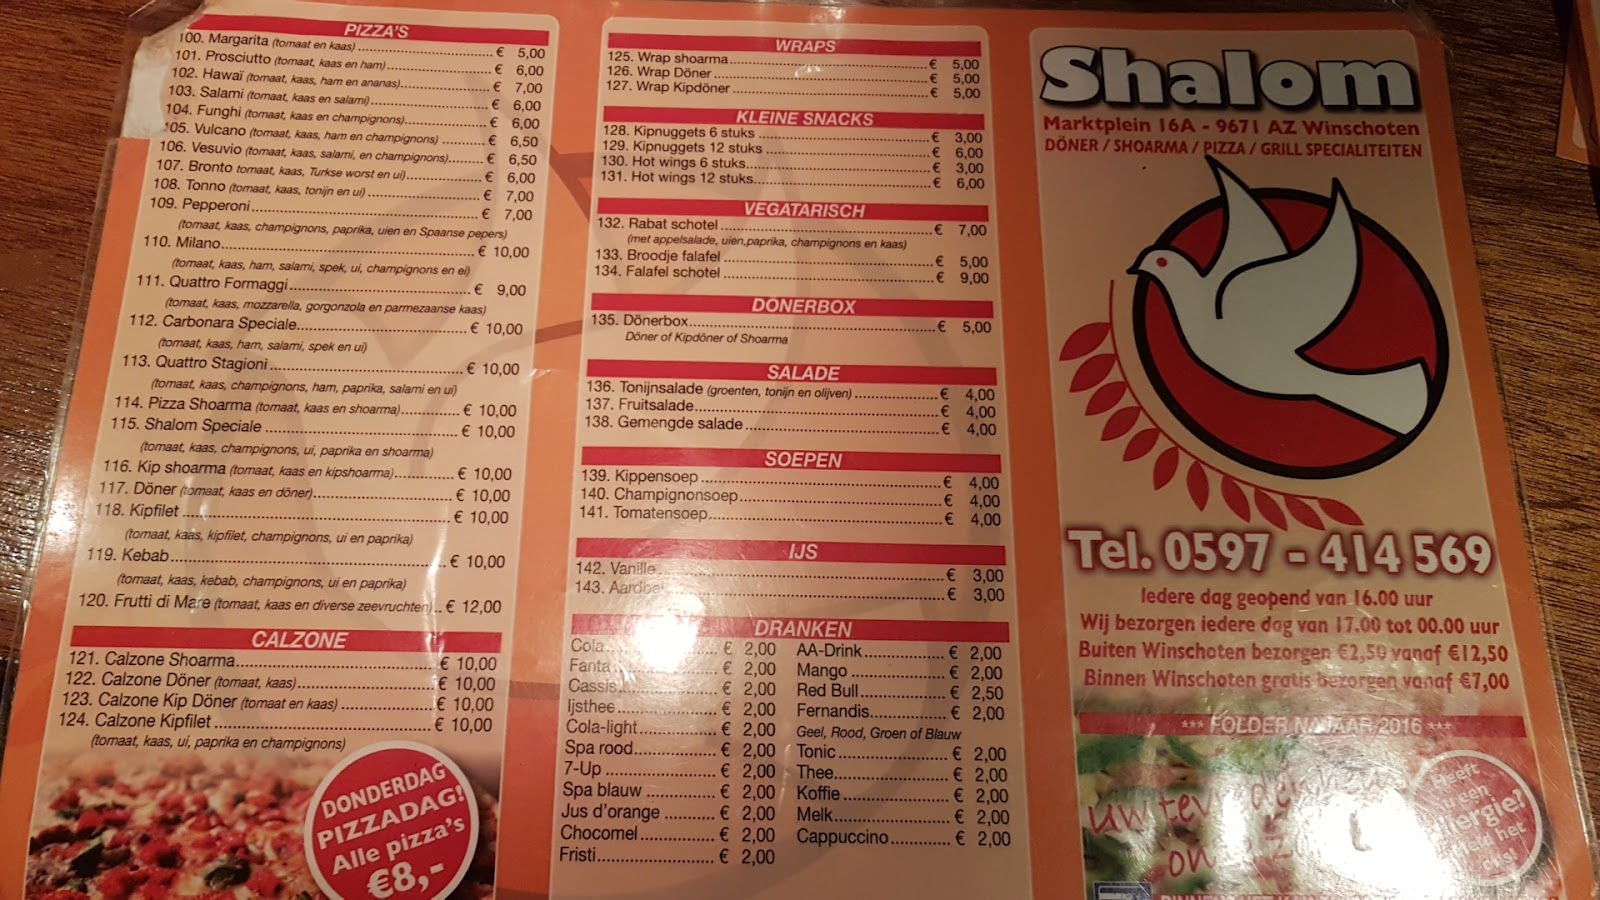 PIZZA'S
100. Margarita (tomaat en kaas) € 5,00
101. Prosciutto (tomaat, kaas en ham) € 6,00
102. Hawaï (tomaat, kaas, ham en ananas) € 7,00
103. Salami (tomaat, kaas en salami) € 6,00
104. Funghi (tomaat, kaas en champignons) € 6,00
105. Vulcano (tomaat, kaas, ham en champignons) € 6,50
106. Vesuvio (tomaat, kaas, salami, en champignons) € 6,50
107. Bronto tomaat, kaas, Turkse worst en ui) € 6,00
108. Tonno (tomaat, kaas, tonijn en ui) € 7,00
109. Pepperoni € 7,00
(tomaat, kaas, champignons, paprika, uien en Spaanse pepers)
110. Milano € 10,00
(tomaat, kaas, ham, salami, spek, ui, champignons en ei)
111. Quattro Formaggi € 9,00
(tomaat, kaas, mozzarella, gorgonzola en parmezaanse kaas)
112. Carbonara Speciale € 10,00
(tomaat, kaas, ham, salami, spek en ui)
113. Quattro Stagioni € 10,00
(tomaat, kaas, champignons, ham, paprika, salami en ui)
114. Pizza Shoarma (tomaat, kaas en shoarma) € 10,00
115. Shalom Speciale € 10,00
(tomaat, kaas, champignons, ui, paprika en shoarma)
116. Kip shoarma (tomaat, kaas en kipshoarma) € 10,00
117. Döner (tomaat, kaas en döner) € 10,00
118. Kipfilet € 10,00
(tomaat, kaas, kipfilet, champignons, ui en paprika)
119. Kebab € 10,00
(tomaat, kaas, kebab, champignons, ui en paprika)
120. Frutti di Mare (tomaat, kaas en diverse zeevruchten) € 12,00
CALZONE
121. Calzone Shoarma € 10,00
122. Calzone Döner (tomaat, kaas) € 10,00
123. Calzone Kip Döner (tomaat en kaas) € 10,00
124. Calzone Kipfilet € 10,00
(tomaat, kaas, ui, paprika en champignons)
DONDERDAG
PIZZADAG!
Alle pizza's
€8,-
WRAPS
125. Wrap shoarma € 5,00
126. Wrap Döner € 5,00
127. Wrap Kipdöner € 5,00
KLEINE SNACKS
128. Kipnuggets 6 stuks € 3,00
129. Kipnuggets 12 stuks € 6,00
130. Hot wings 6 stuks € 3,00
131. Hot wings 12 stuks € 6,00
VEGATARISCH
132. Rabat schotel € 7,00
(met appelsalade, uien,paprika, champignons en kaas)
133. Broodje falafel € 5,00
134. Falafel schotel € 9,00
DONERBOX
135. Dönerbox € 5,00
Döner of Kipdöner of Shoarma
SALADE
136. Tonijnsalade (groenten, tonijn en olijven) € 4,00
137. Fruitsalade € 4,00
138. Gemengde salade € 4,00
SOEPEN
139. Kippensoep € 4,00
140. Champignonsoep € 4,00
141. Tomatensoep € 4,00
IJS
142. Vanille € 3,00
143. € 3,00
DRANKEN
Cola € 2,00
Fanta € 2,00
Cassis € 2,00
Ijsthee € 2,00
Cola-light € 2,00
Spa rood € 2,00
7-Up € 2,00
Spa blauw € 2,00
Jus d'orange € 2,00
Chocomel € 2,00
Fristi € 2,00
AA-Drink € 2,00
Mango € 2,00
Red Bull € 2,50
Fernandis € 2,00
Geel, Rood, Groen of Blauw
Tonic € 2,00
Thee € 2,00
Koffie € 2,00
Melk € 2,00
Cappuccino € 2,00
Shalom
Marktplein 16A - 9671 AZ Winschoten
DÖNER / SHOARMA / PIZZA / GRILL SPECIALITEITEN
Tel. 0597 - 414 569
Iedere dag geopend van 16.00 uur
Wij bezorgen iedere dag van 17.00 tot 00.00 uur
Buiten Winschoten bezorgen €2,50 vanaf €12,50
Binnen Winschoten gratis bezorgen vanaf €7,00
*** FOLDER NAJAAR 2016 ***
Heeft
u een
allergie?
het